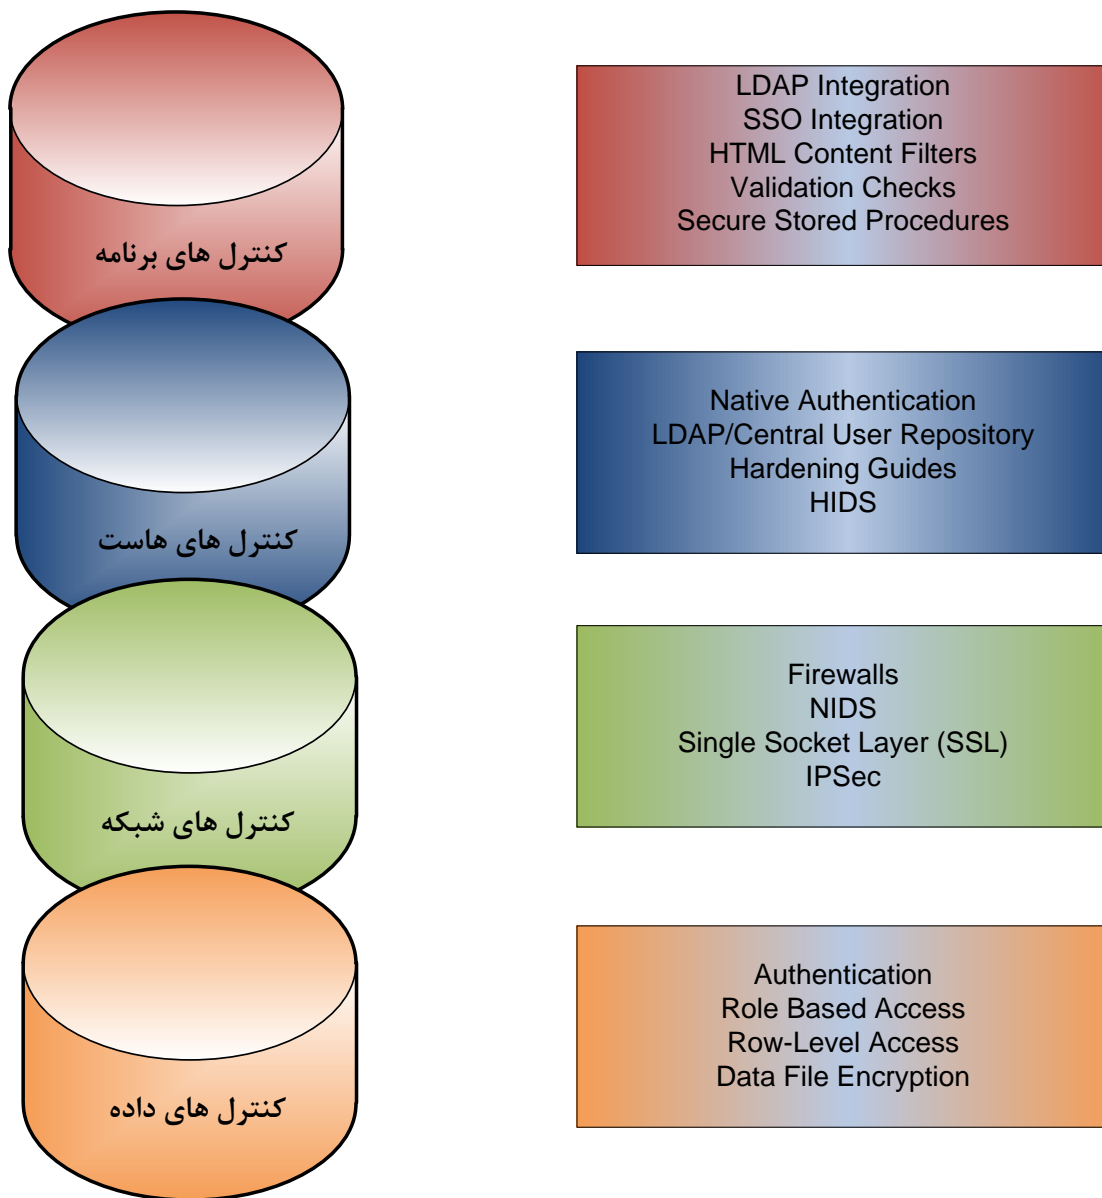 LDAP Integration
SSO Integration
HTML Content Filters
Validation Checks
Secure Stored Procedures
کنترل های برنامه
Native Authentication
LDAP/Central User Repository
Hardening Guides
HIDS
کنترل های هاست
Firewalls
NIDS
Single Socket Layer (SSL)
IPSec
کنترل های شبکه
Authentication
Role Based Access
Row-Level Access
Data File Encryption
کنترل های داده